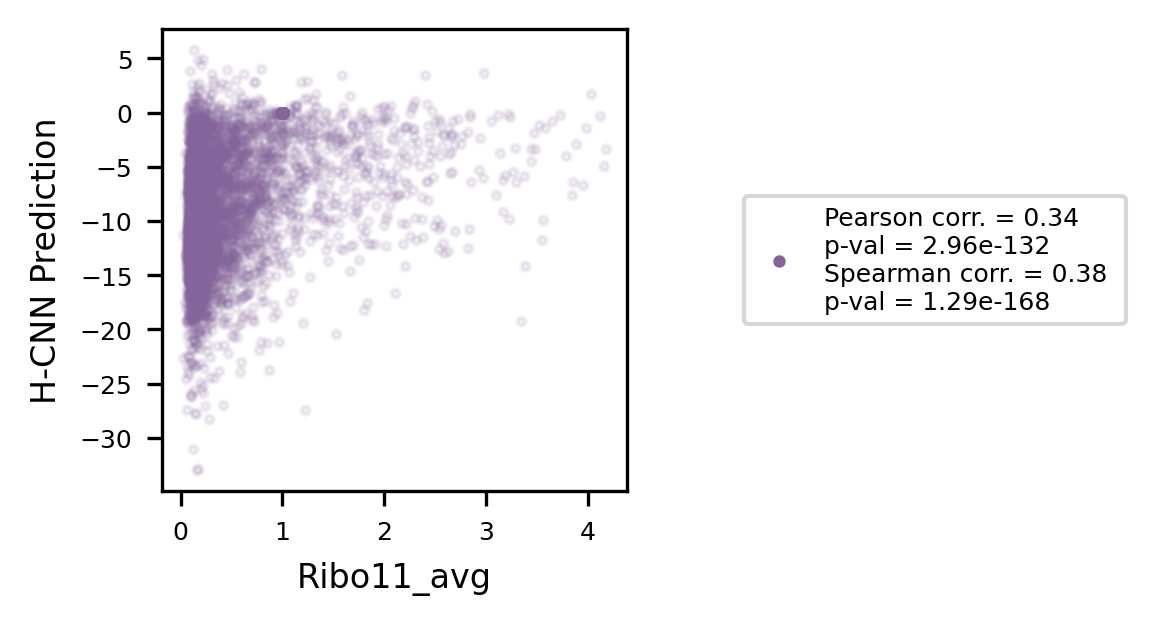 5
0
−5
−10
−15
−20
−25
−30
H-CNN Prediction
0 1 2 3 4
Ribo11_avg
Pearson corr. = 0.34
p-val = 2.96e-132
Spearman corr. = 0.38
p-val = 1.29e-168